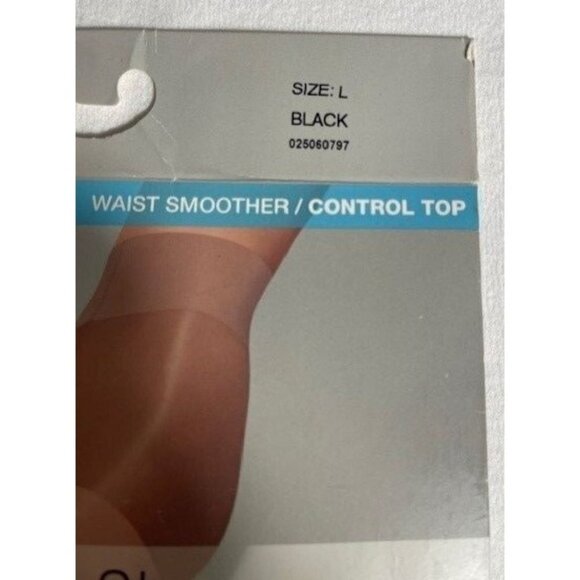 SIZE: L
BLACK
025060797
WAIST SMOOTHER / CONTROL TOP